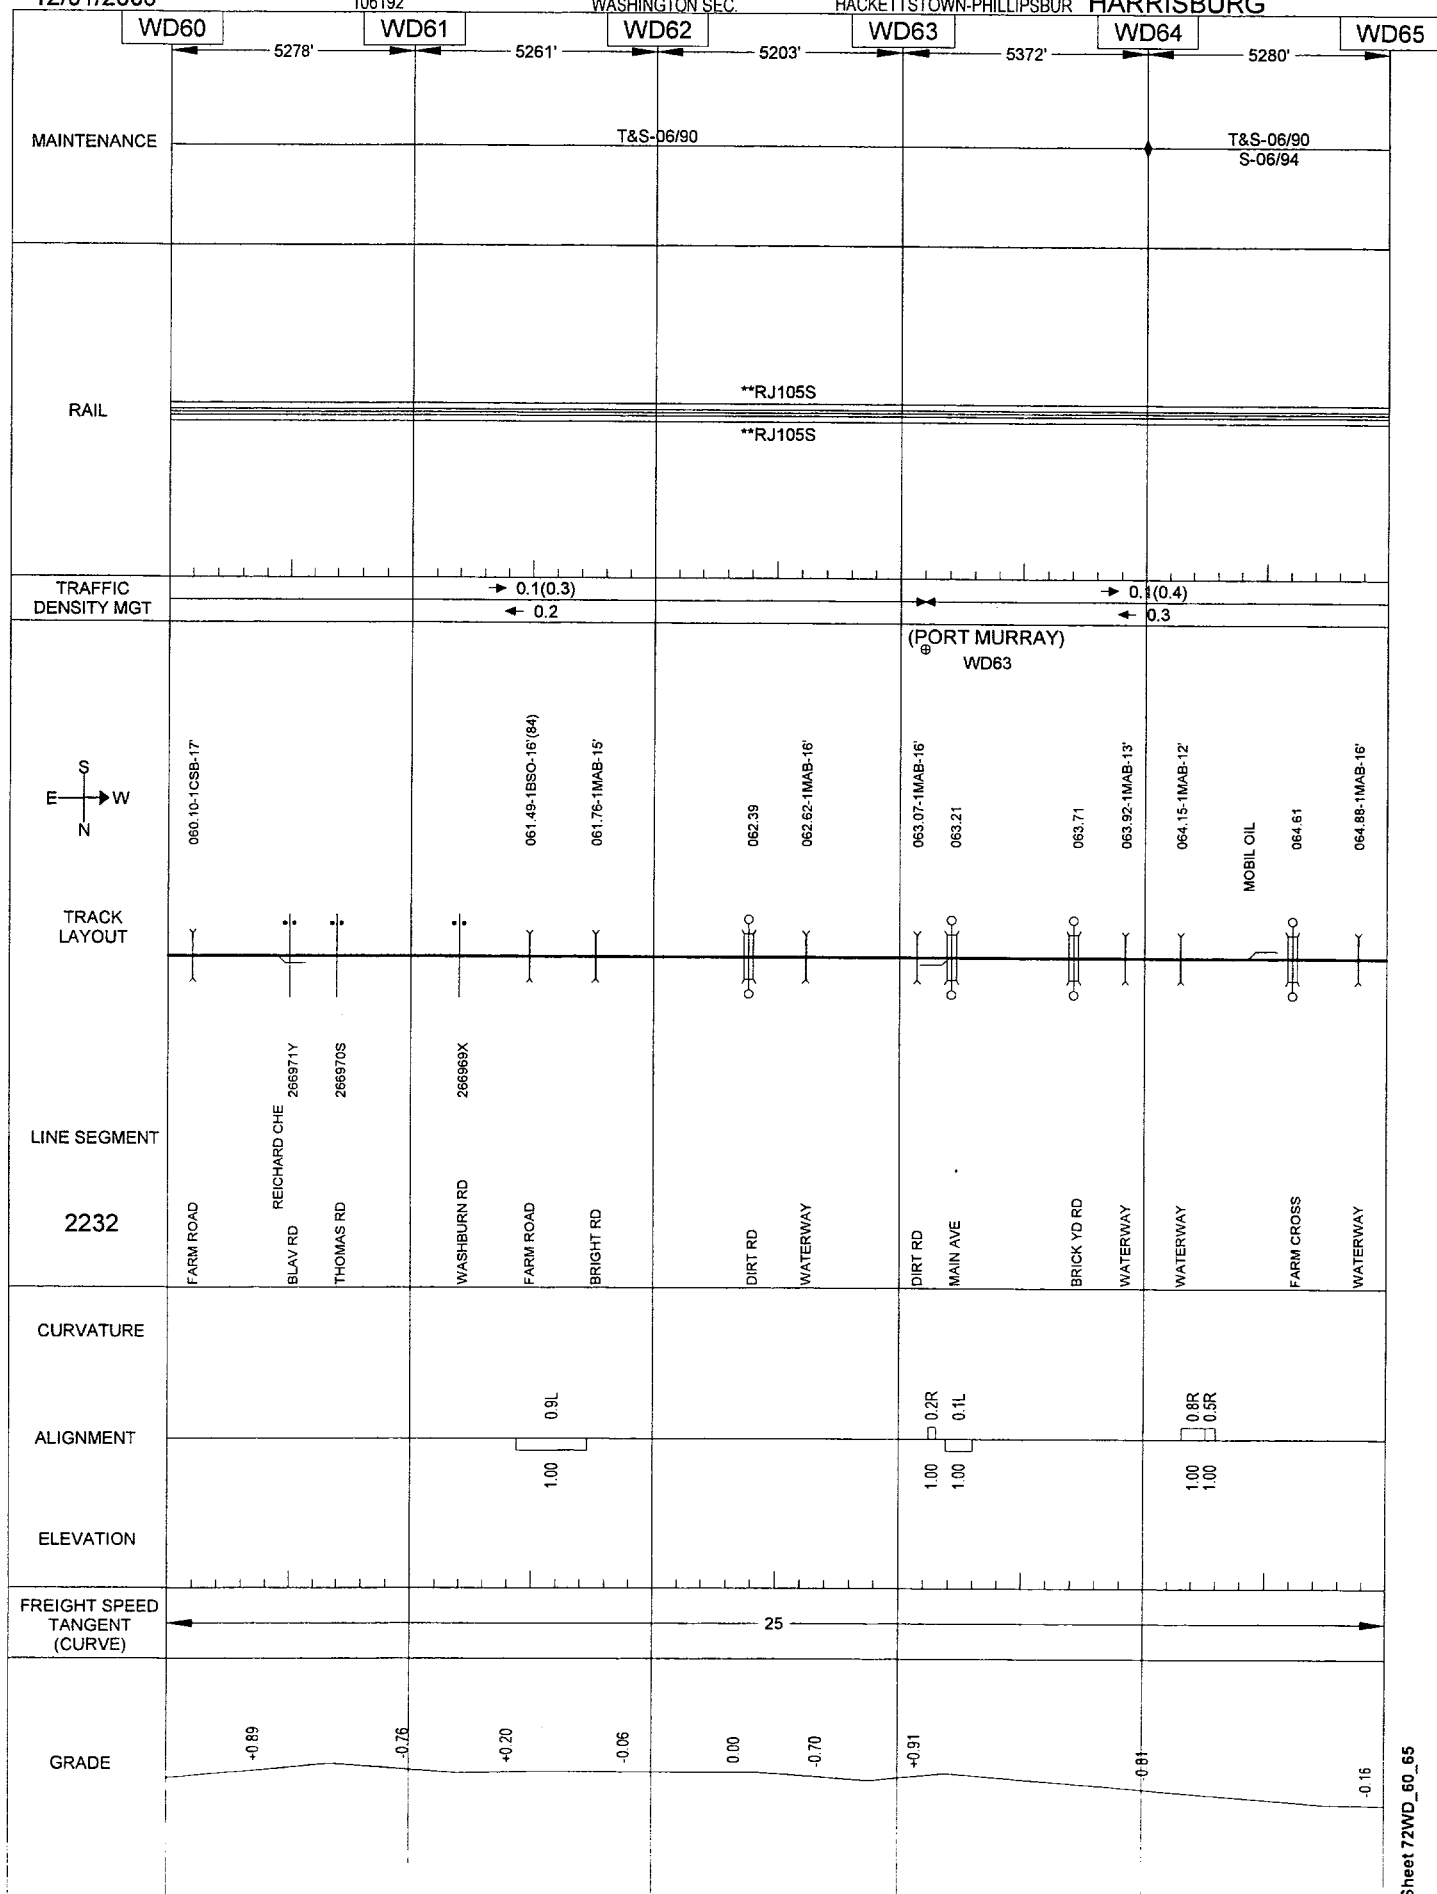 106192 WASHINGTON SEC. HACKETTSTOWN-PHILLIPSBUR HARRISBURG
WD60 WD61 WD62 WD63 WD64 WD65
5278' 5261' 5203' 5372' 5280'
MAINTENANCE
T&S-06/90
T&S-06/90
S-06/94
RAIL
**RJ105S
**RJ105S
TRAFFIC
DENSITY MGT
0.1(0.3)
0.2
0.1(0.4)
0.3
(PORT MURRAY)
WD63
S
E W
N
060.10-1CSB-17'
061.49-1BSO-16'(84)
061.76-1MAB-15'
062.39
062.62-1MAB-16'
063.07-1MAB-16'
063.21
063.71
063.92-1MAB-13'
064.15-1MAB-12'
MOBIL OIL
064.61
064.88-1MAB-16'
TRACK
LAYOUT
266971Y
266970S
266969X
LINE SEGMENT
2232
FARM ROAD
REICHARD CHE
BLAV RD
THOMAS RD
WASHBURN RD
FARM ROAD
BRIGHT RD
DIRT RD
WATERWAY
DIRT RD
MAIN AVE
BRICK YD RD
WATERWAY
WATERWAY
FARM CROSS
WATERWAY
CURVATURE
0.9L
0.2R
0.1L
0.8R
0.5R
ALIGNMENT
1.00
1.00
1.00
1.00
1.00
ELEVATION
FREIGHT SPEED
TANGENT
(CURVE)
25
GRADE
+0.89
-0.76
+0.20
-0.06
0.00
-0.70
+0.91
-0.81
-0.16
Sheet 72WD_60_65